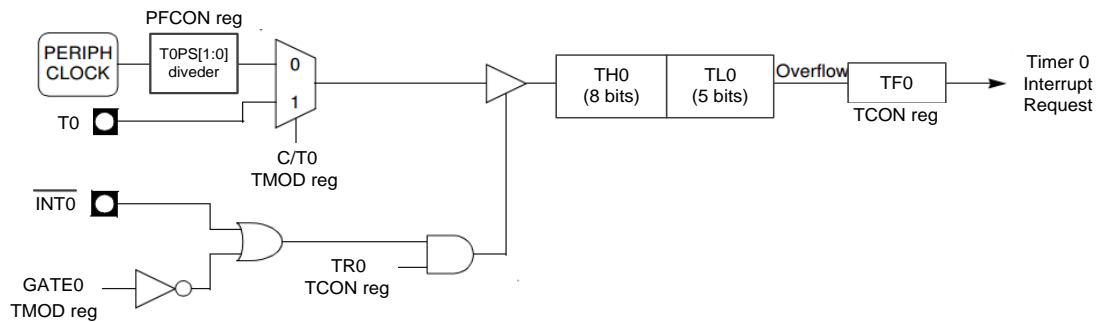 PFCON reg
PERIPH
CLOCK
T0PS[1:0]
diveder
0
1
T0
C/T0
TMOD reg
TH0
(8 bits)
TL0
(5 bits)
Overflow
TF0
TCON reg
Timer 0
Interrupt
Request
INT0
TR0
TCON reg
GATE0
TMOD reg